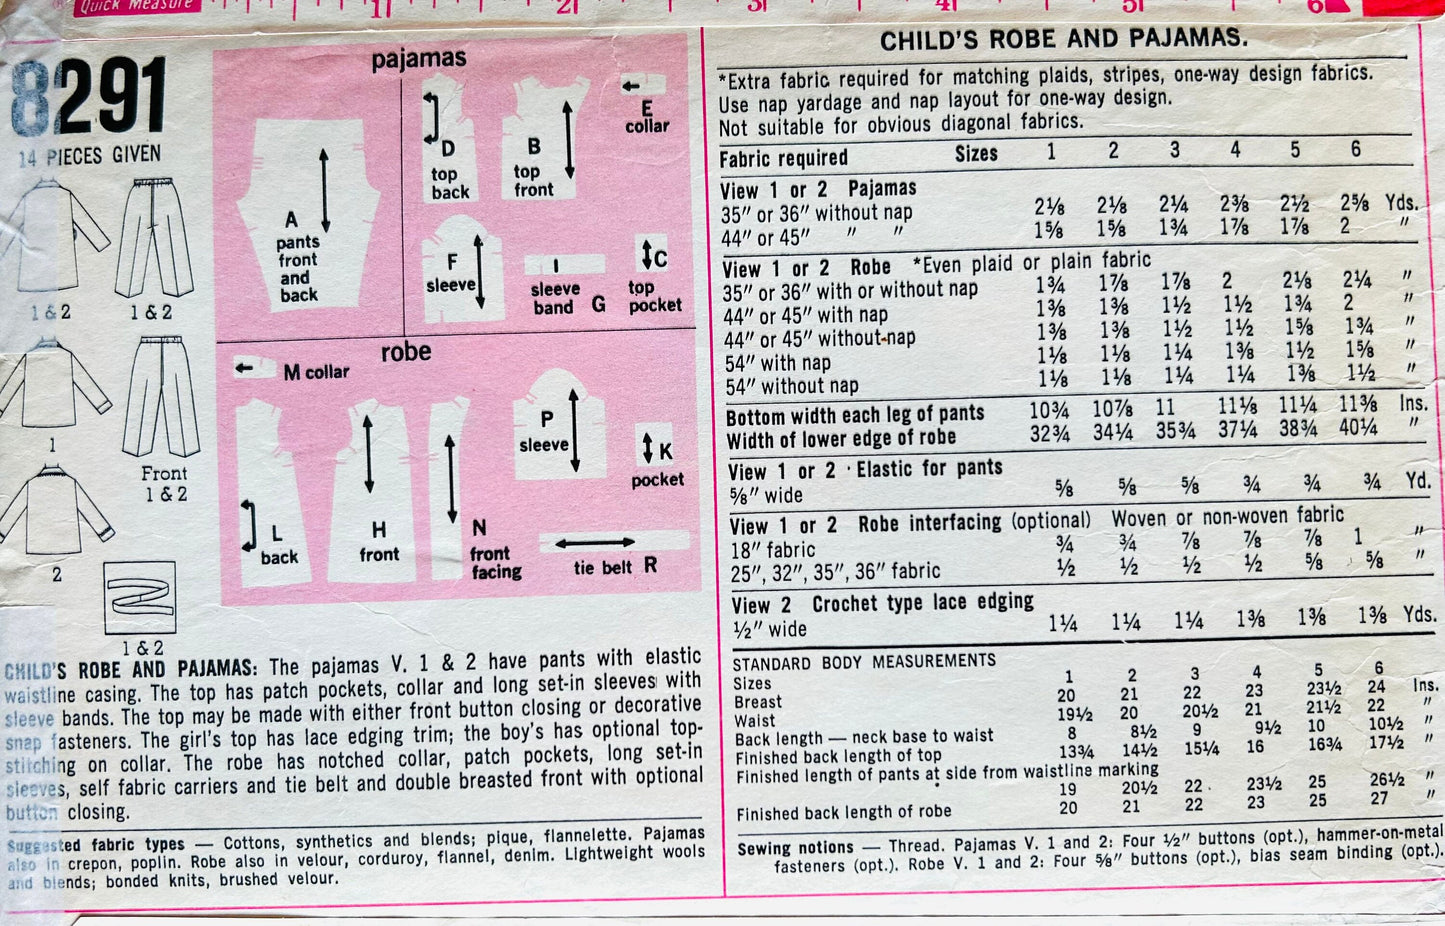 Quick Measure
1
2
3
4
5
6
8291
14 PIECES GIVEN
1 & 2
1 & 2
1
Front
1 & 2
2
1 & 2
pajamas
A
pants
front
and
back
D
top
back
B
top
front
E
collar
F
sleeve
sleeve
band G
C
top
pocket
robe
M collar
L
back
H
front
N
front
facing
P
sleeve
K
pocket
tie belt R
CHILD'S ROBE AND PAJAMAS: The pajamas V. 1 & 2 have pants with elastic
waistline casing. The top has patch pockets, collar and long set-in sleeves with
sleeve bands. The top may be made with either front button closing or decorative
snap fasteners. The girl's top has lace edging trim; the boy's has optional top-
stitching on collar. The robe has notched collar, patch pockets, long set-in
sleeves, self fabric carriers and tie belt and double breasted front with optional
button closing.
Suggested fabric types — Cottons, synthetics and blends; pique, flannelette. Pajamas
also in crepon, poplin. Robe also in velour, corduroy, flannel, denim. Lightweight wools
and blends; bonded knits, brushed velour.
CHILD'S ROBE AND PAJAMAS.
*Extra fabric required for matching plaids, stripes, one-way design fabrics.
Use nap yardage and nap layout for one-way design.
Not suitable for obvious diagonal fabrics.
Fabric required Sizes 1 2 3 4 5 6
View 1 or 2 Pajamas
35" or 36" without nap 2⅛ 2⅛ 2¼ 2⅜ 2½ 2⅝ Yds.
44" or 45" " " 1⅝ 1⅝ 1¾ 1⅞ 1⅞ 2 "
View 1 or 2 Robe *Even plaid or plain fabric
35" or 36" with or without nap 1¾ 1⅞ 1⅞ 2 2⅛ 2¼ "
44" or 45" with nap 1⅜ 1⅜ 1½ 1½ 1¾ 2 "
44" or 45" without nap 1⅜ 1⅜ 1½ 1½ 1⅝ 1¾ "
54" with nap 1⅛ 1⅛ 1¼ 1⅜ 1½ 1⅝ "
54" without nap 1⅛ 1⅛ 1¼ 1¼ 1⅜ 1½ "
Bottom width each leg of pants 10¾ 10⅞ 11 11⅛ 11¼ 11⅜ Ins.
Width of lower edge of robe 32¾ 34¼ 35¾ 37¼ 38¾ 40¼ "
View 1 or 2 Elastic for pants
⅝" wide ⅝ ⅝ ⅝ ¾ ¾ ¾ Yd.
View 1 or 2 Robe interfacing (optional) Woven or non-woven fabric
18" fabric ¾ ¾ ⅞ ⅞ ⅞ 1 "
25", 32", 35", 36" fabric ½ ½ ½ ½ ⅝ ⅝ "
View 2 Crochet type lace edging
½" wide 1¼ 1¼ 1¼ 1⅜ 1⅜ 1⅜ Yds.
STANDARD BODY MEASUREMENTS
Sizes 1 2 3 4 5 6
Breast 20 21 22 23 23½ 24 Ins.
Waist 19½ 20 20½ 21 21½ 22 "
Back length — neck base to waist 8 8½ 9 9½ 10 10½ "
Finished back length of top 13¾ 14½ 15¼ 16 16¾ 17½ "
Finished length of pants at side from waistline marking
19 20½ 22 23½ 25 26½ "
Finished back length of robe 20 21 22 23 25 27 "
Sewing notions — Thread. Pajamas V. 1 and 2: Four ½" buttons (opt.), hammer-on-metal
fasteners (opt.). Robe V. 1 and 2: Four ⅝" buttons (opt.), bias seam binding (opt.).